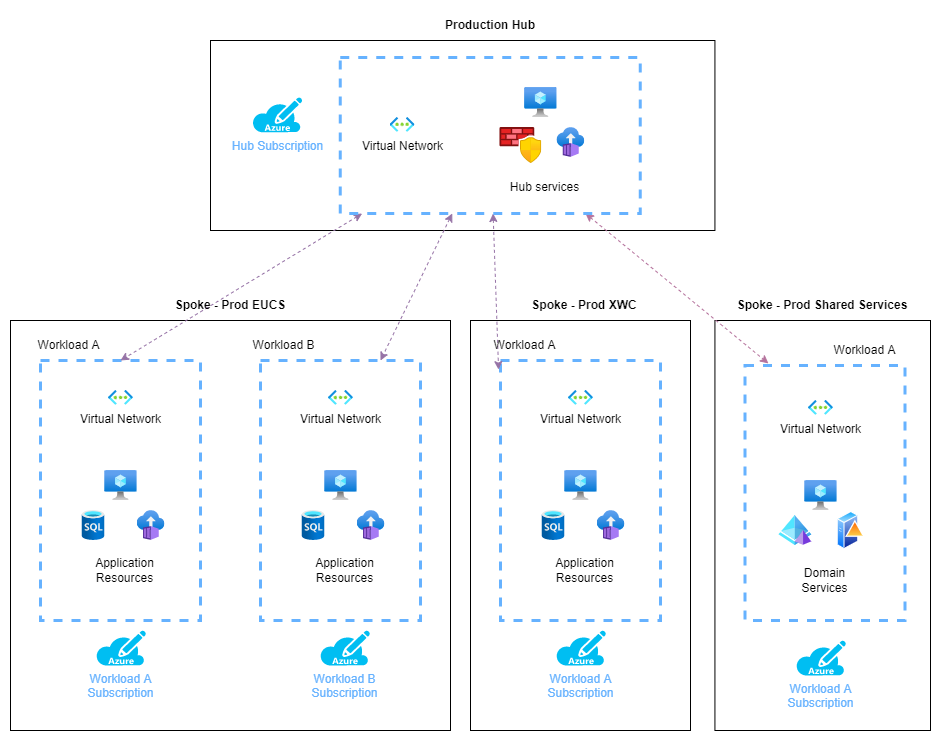 Production Hub
Azure
Hub Subscription
Virtual Network
Hub services
Spoke - Prod EUCS
Workload A
Virtual Network
SQL
Application
Resources
Azure
Workload A
Subscription
Workload B
Virtual Network
SQL
Application
Resources
Azure
Workload B
Subscription
Spoke - Prod XWC
Workload A
Virtual Network
SQL
Application
Resources
Azure
Workload A
Subscription
Spoke - Prod Shared Services
Workload A
Virtual Network
Domain
Services
Azure
Workload A
Subscription